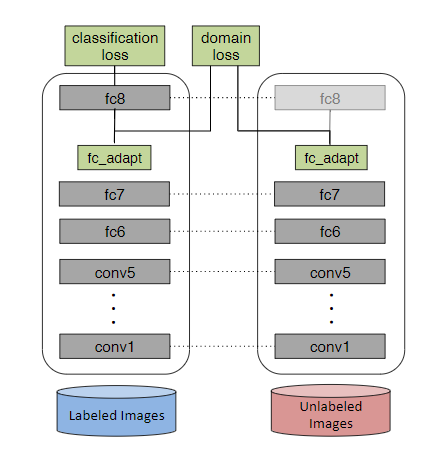 classification
loss
domain
loss
fc8
fc8
fc_adapt
fc_adapt
fc7
fc7
fc6
fc6
conv5
conv5
conv1
conv1
Labeled Images
Unlabeled
Images